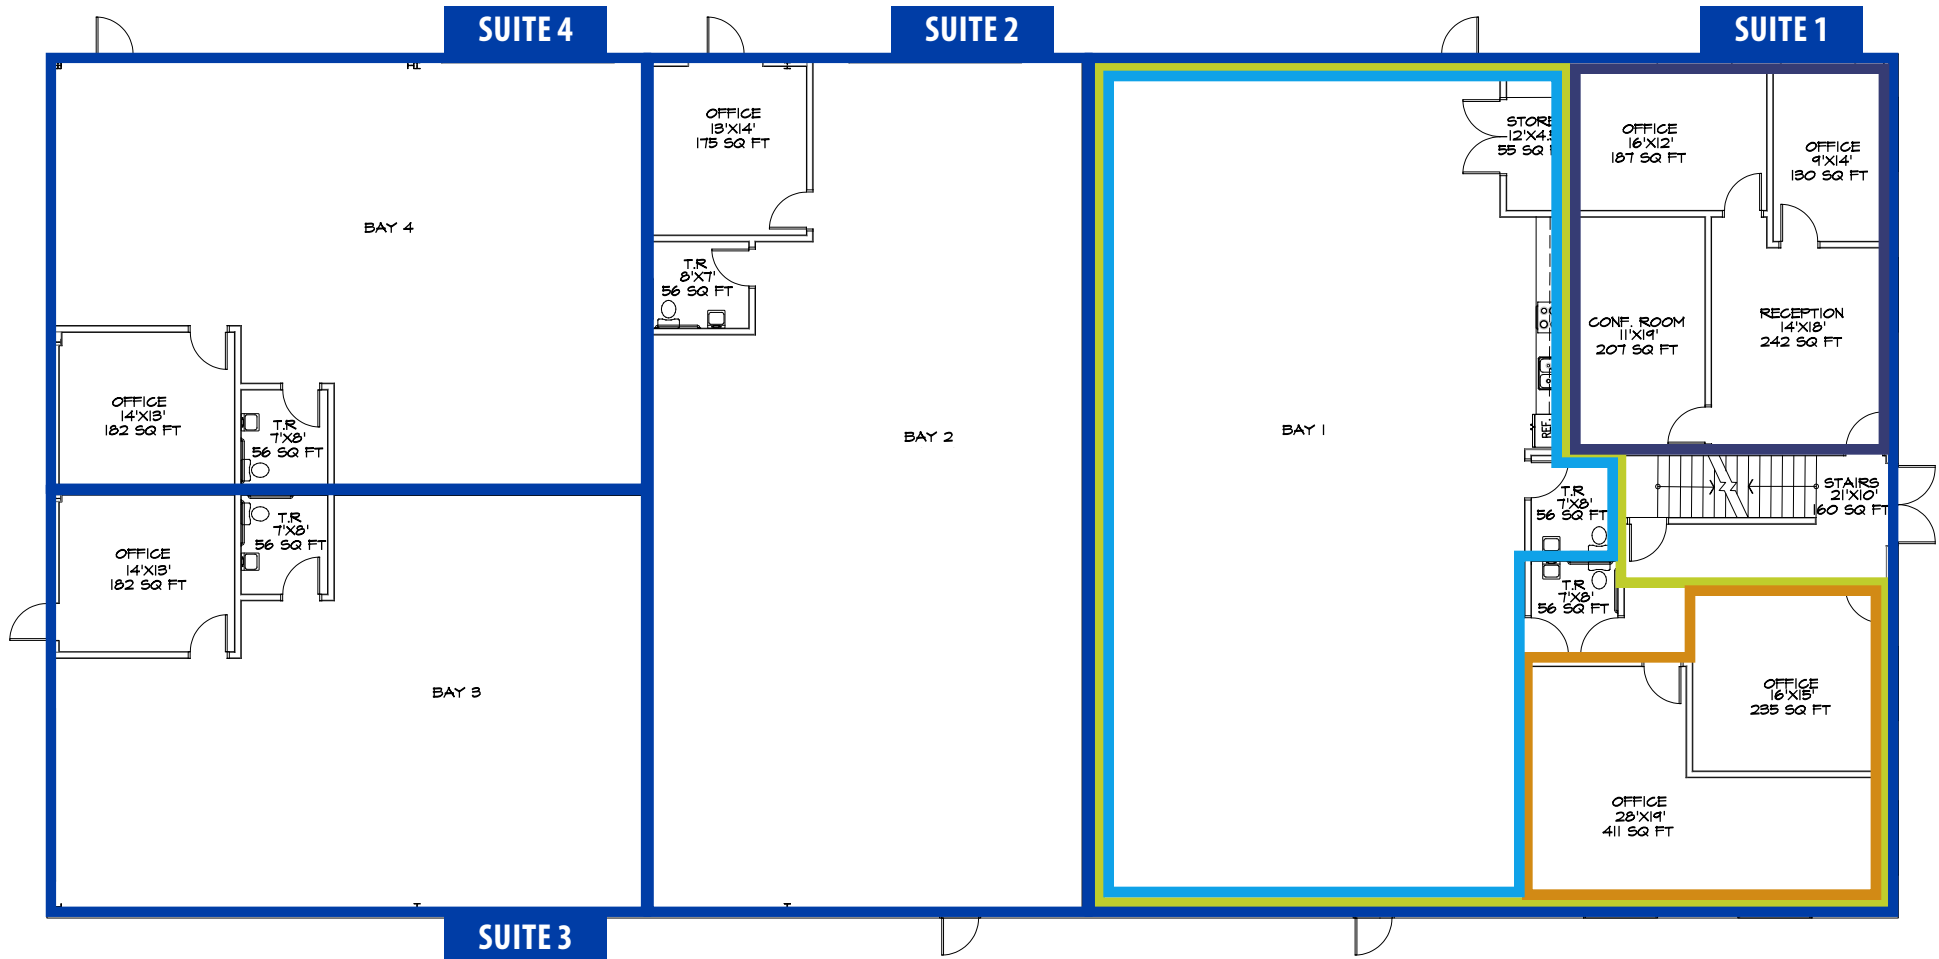 SUITE 4
SUITE 2
SUITE 1
OFFICE
13'X14'
175 SQ FT
STORE
12'X4.
55 SQ
OFFICE
16'X12'
187 SQ FT
OFFICE
9'X14'
130 SQ FT
BAY 4
T.R
8'X7'
56 SQ FT
CONF. ROOM
11'X19'
207 SQ FT
RECEPTION
14'X18'
242 SQ FT
OFFICE
14'X13'
182 SQ FT
T.R
7'X8'
56 SQ FT
BAY 2
BAY 1
REF.
T.R
7'X8'
56 SQ FT
STAIRS
21'X10'
160 SQ FT
T.R
7'X8'
56 SQ FT
OFFICE
14'X13'
182 SQ FT
T.R
7'X8'
56 SQ FT
BAY 3
OFFICE
16'X15'
235 SQ FT
OFFICE
28'X19'
411 SQ FT
SUITE 3